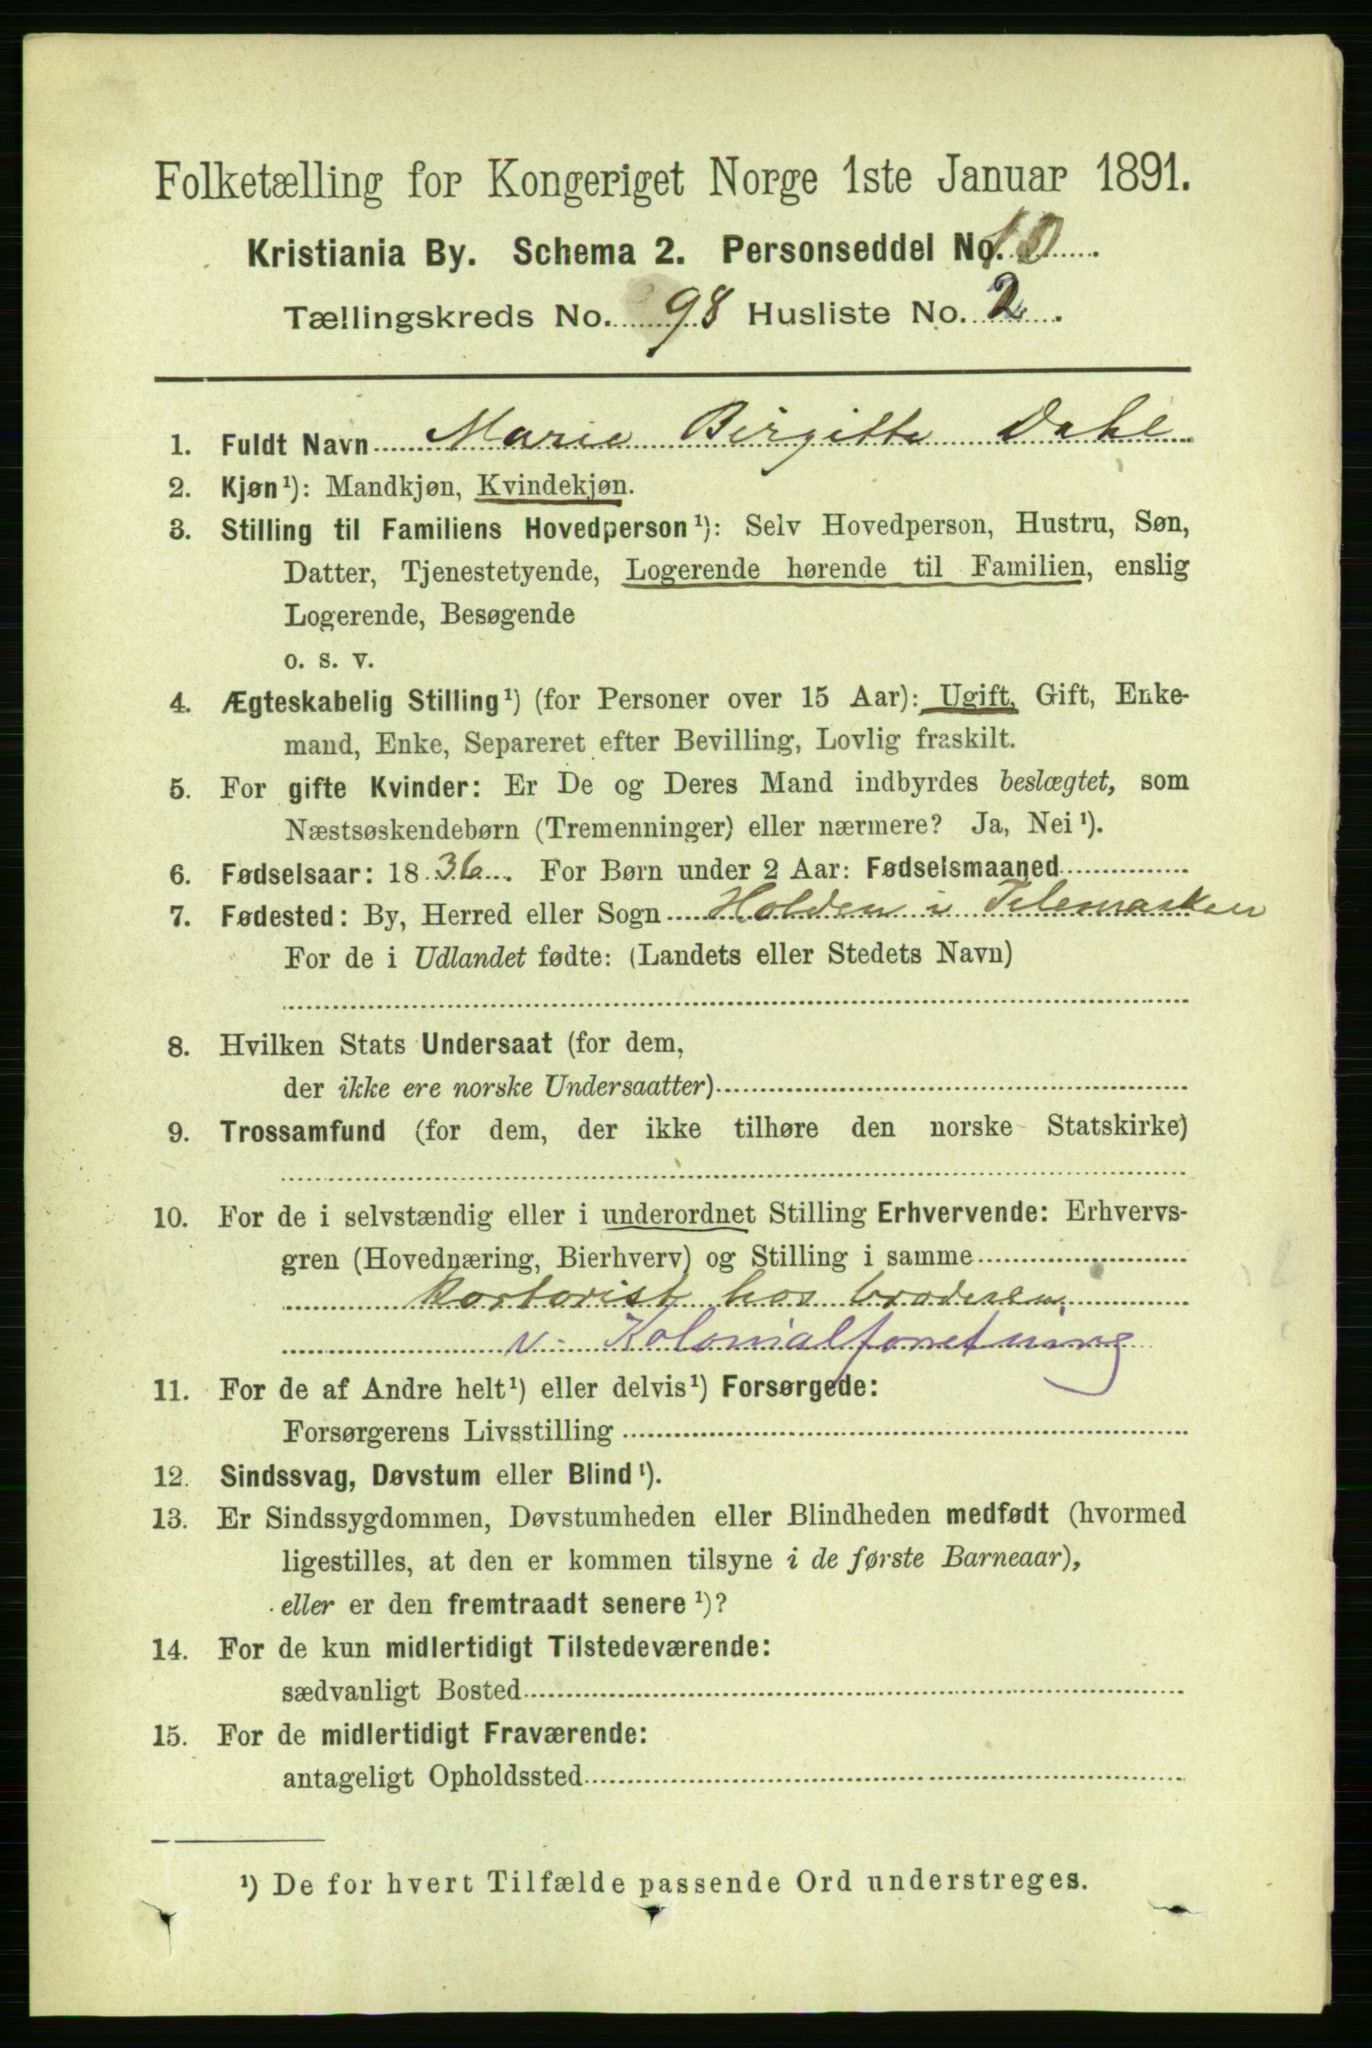 Folketælling for Kongeriget Norge 1ste Januar 1891.
Kristiania By. Schema 2. Personseddel No. 10
Tællingskreds No. 98 Husliste No. 2.
1. Fuldt Navn Marie Birgitte Dahl
2. Kjøn¹): Mandkjøn, Kvindekjøn.
3. Stilling til Familiens Hovedperson¹): Selv Hovedperson, Hustru, Søn,
Datter, Tjenestetyende, Logerende hørende til Familien, enslig
Logerende, Besøgende
o. s. v.
4. Ægteskabelig Stilling¹) (for Personer over 15 Aar): Ugift, Gift, Enke-
mand, Enke, Separeret efter Bevilling, Lovlig fraskilt.
5. For gifte Kvinder: Er De og Deres Mand indbyrdes beslægtet, som
Næstsøskendebørn (Tremenninger) eller nærmere? Ja, Nei¹).
6. Fødselsaar: 1836. For Børn under 2 Aar: Fødselsmaaned
7. Fødested: By, Herred eller Sogn Holden i Telemarken
For de i Udlandet fødte: (Landets eller Stedets Navn)
8. Hvilken Stats Undersaat (for dem,
der ikke ere norske Undersaatter)
9. Trossamfund (for dem, der ikke tilhøre den norske Statskirke)
10. For de i selvstændig eller i underordnet Stilling Erhvervende: Erhvervs-
gren (Hovednæring, Bierhverv) og Stilling i samme
Kontorist hos broderen
v. Kolonialforretning
11. For de af Andre helt¹) eller delvis¹) Forsørgede:
Forsørgerens Livsstilling
12. Sindssvag, Døvstum eller Blind¹).
13. Er Sindssygdommen, Døvstumheden eller Blindheden medfødt (hvormed
ligestilles, at den er kommen tilsyne i de første Barneaar),
eller er den fremtraadt senere¹)?
14. For de kun midlertidigt Tilstedeværende:
sædvanligt Bosted
15. For de midlertidigt Fraværende:
antageligt Opholdssted
¹) De for hvert Tilfælde passende Ord understreges.